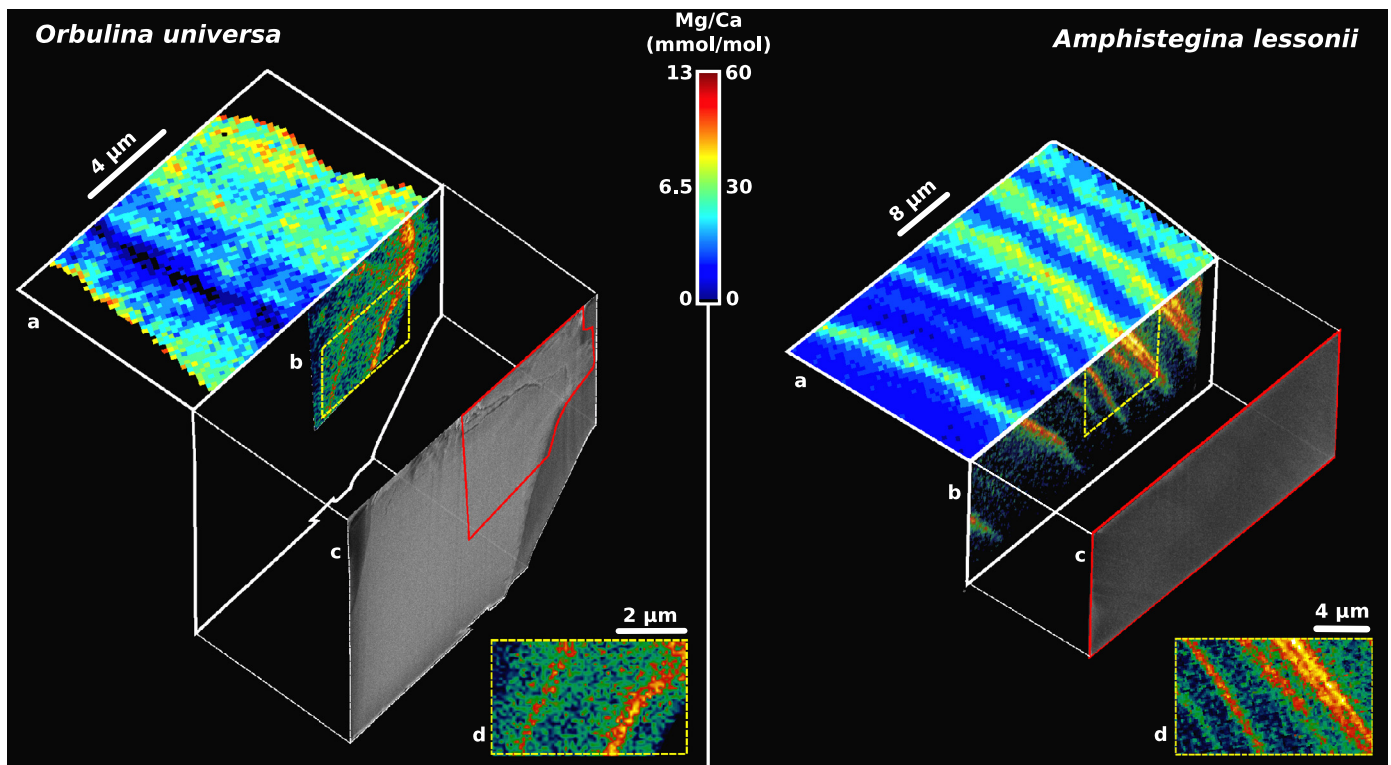 Orbulina universa
Mg/Ca
(mmol/mol)
Amphistegina lessonii
13 60
6.5 30
0 0
4 μm
a
b
c
2 μm
d
8 μm
a
b
c
4 μm
d